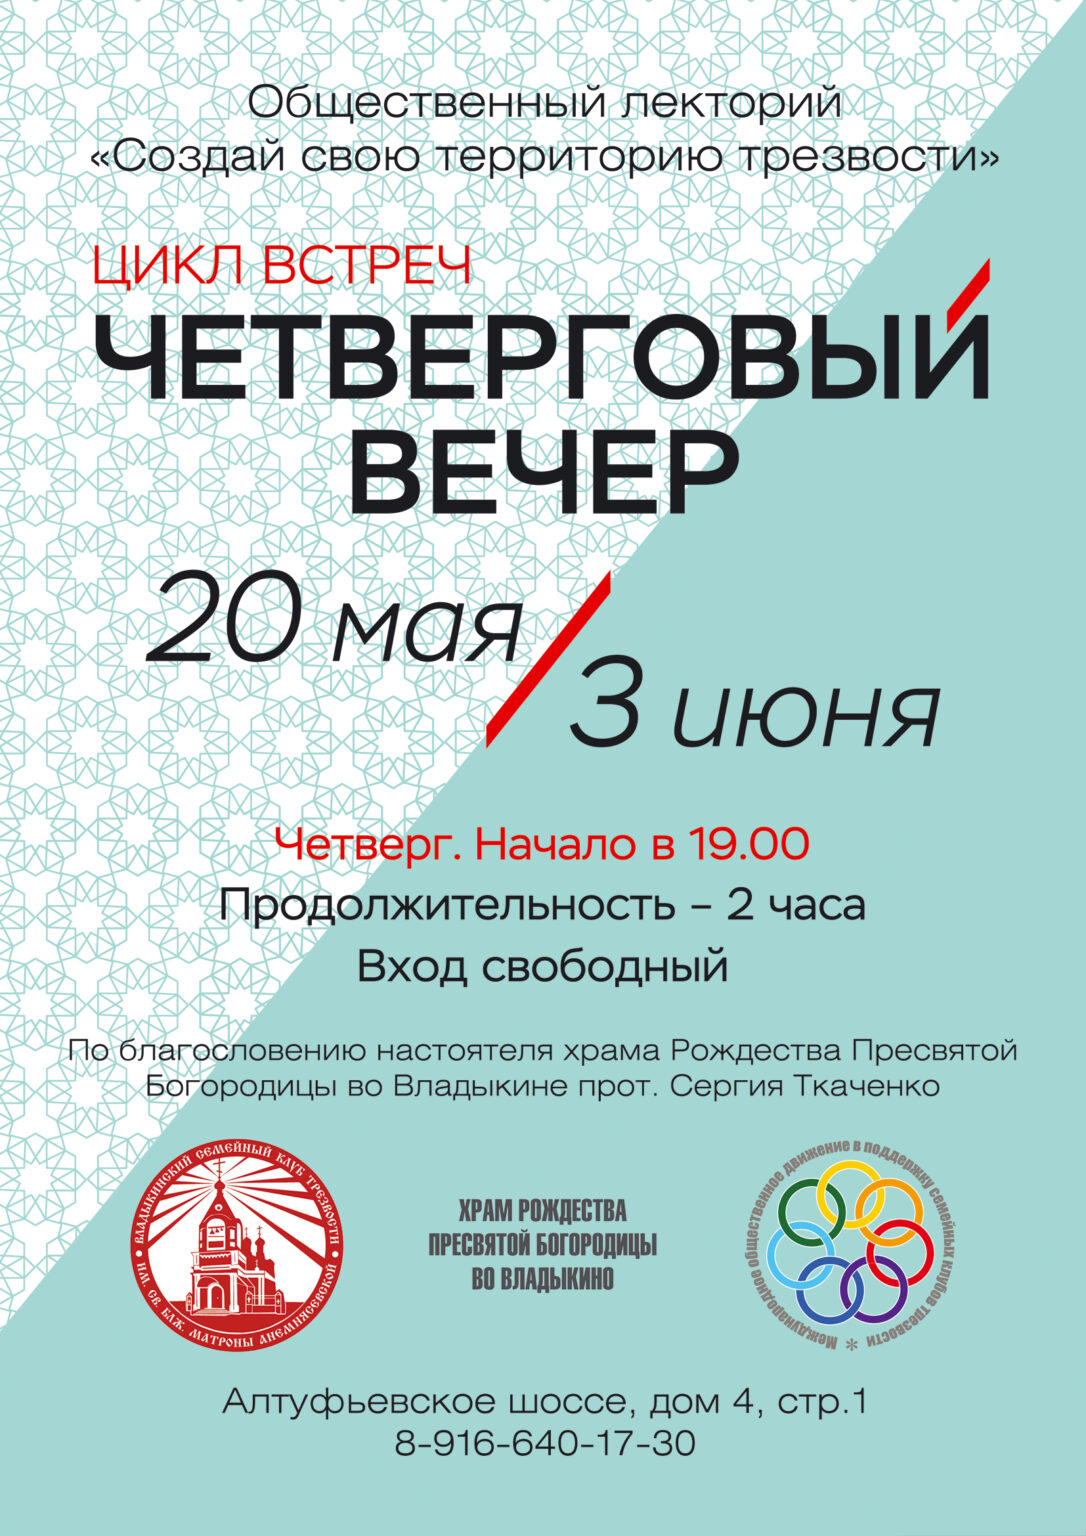 Общественный лекторий
«Создай свою территорию трезвости»
ЦИКЛ ВСТРЕЧ
ЧЕТВЕРГОВЫЙ
ВЕЧЕР
20 мая
3 июня
Четверг. Начало в 19.00
Продолжительность – 2 часа
Вход свободный
По благословению настоятеля храма Рождества Пресвятой
Богородицы во Владыкине прот. Сергия Ткаченко
ВЛАДЫКИНСКИЙ СЕМЕЙНЫЙ КЛУБ ТРЕЗВОСТИ
ИМ. СВ. БЛАЖ. МАТРОНЫ АНЕМНЯСЕВСКОЙ
ХРАМ РОЖДЕСТВА
ПРЕСВЯТОЙ БОГОРОДИЦЫ
ВО ВЛАДЫКИНО
Международное общественное движение в поддержку семейных клубов трезвости *
Алтуфьевское шоссе, дом 4, стр.1
8-916-640-17-30